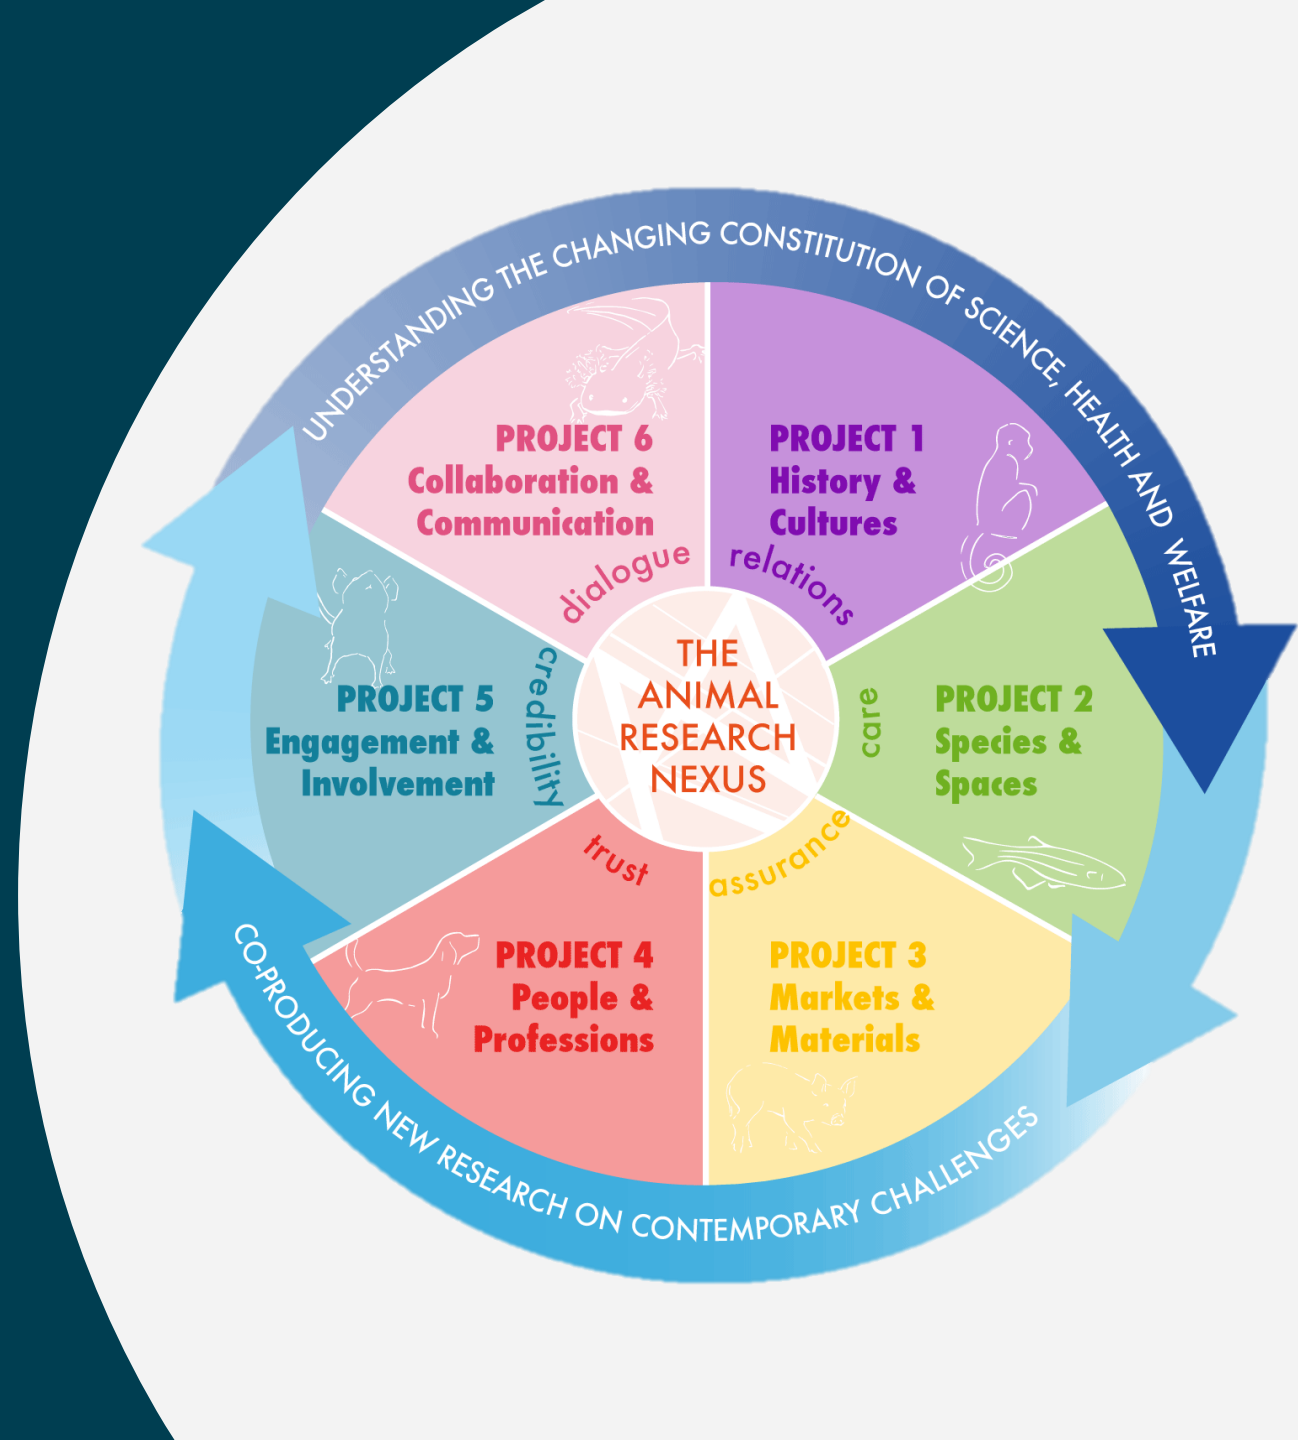 UNDERSTANDING THE CHANGING CONSTITUTION OF SCIENCE, HEALTH AND WELFARE
PROJECT 1
History &
Cultures
relations
PROJECT 2
Species &
Spaces
care
PROJECT 3
Markets &
Materials
assurance
PROJECT 4
People &
Professions
trust
PROJECT 5
Engagement &
Involvement
credibility
PROJECT 6
Collaboration &
Communication
dialogue
THE
ANIMAL
RESEARCH
NEXUS
CO-PRODUCING NEW RESEARCH ON CONTEMPORARY CHALLENGES